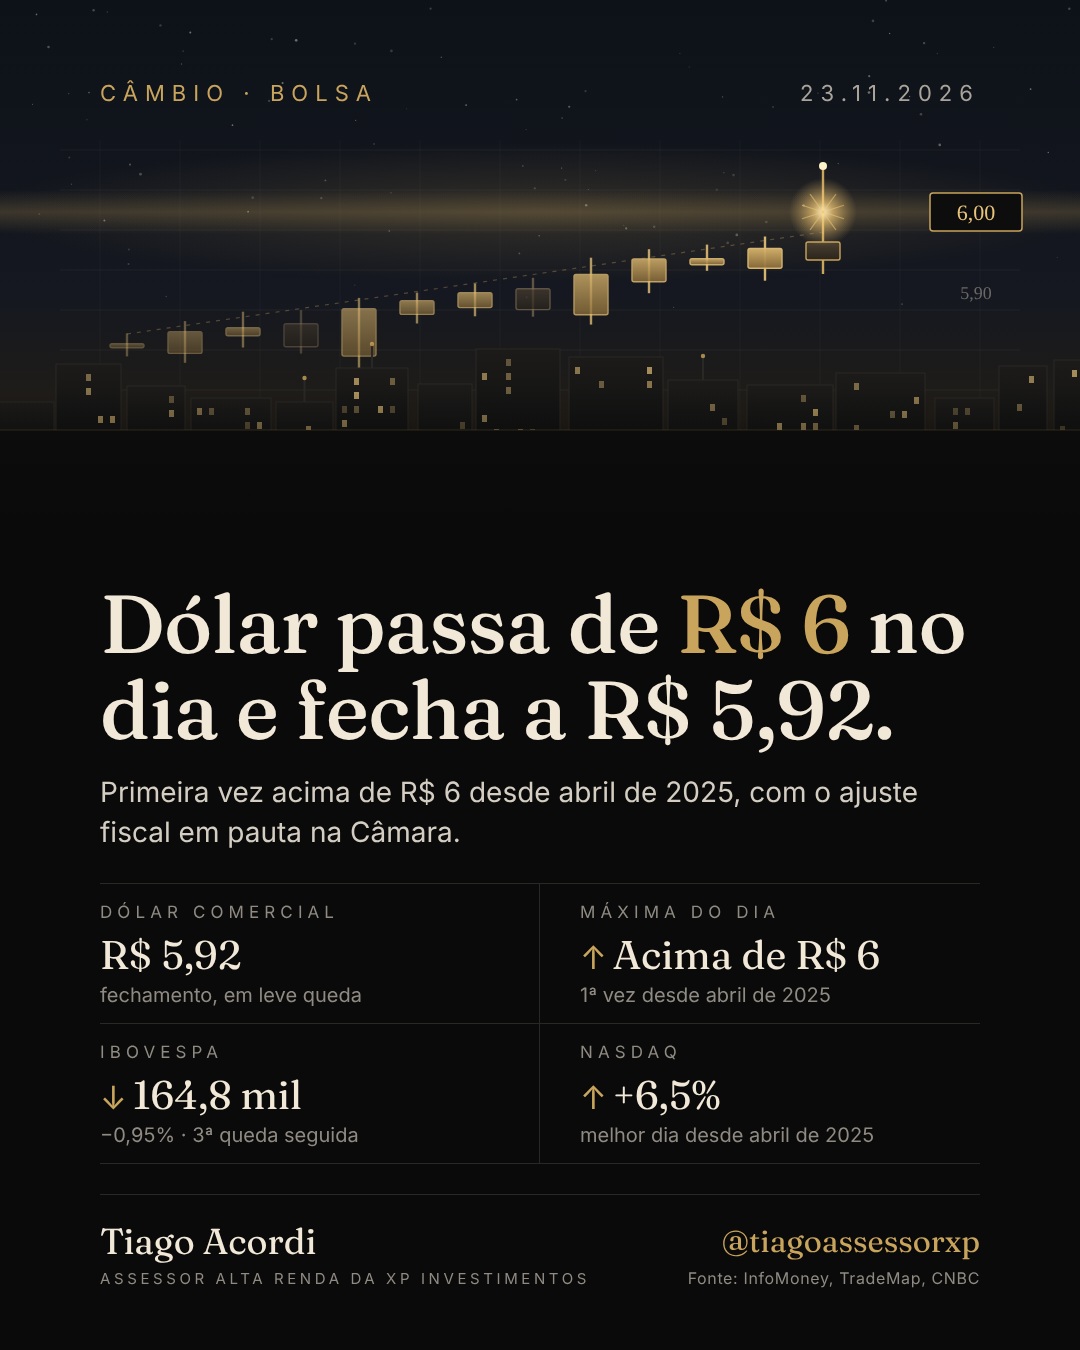 CÂMBIO · BOLSA
23.11.2026
6,00
5,90
Dólar passa de R$ 6 no
dia e fecha a R$ 5,92.
Primeira vez acima de R$ 6 desde abril de 2025, com o ajuste
fiscal em pauta na Câmara.
DÓLAR COMERCIAL
R$ 5,92
fechamento, em leve queda
MÁXIMA DO DIA
↑ Acima de R$ 6
1ª vez desde abril de 2025
IBOVESPA
↓ 164,8 mil
−0,95% · 3ª queda seguida
NASDAQ
↑ +6,5%
melhor dia desde abril de 2025
Tiago Acordi
ASSESSOR ALTA RENDA DA XP INVESTIMENTOS
@tiagoassessorxp
Fonte: InfoMoney, TradeMap, CNBC